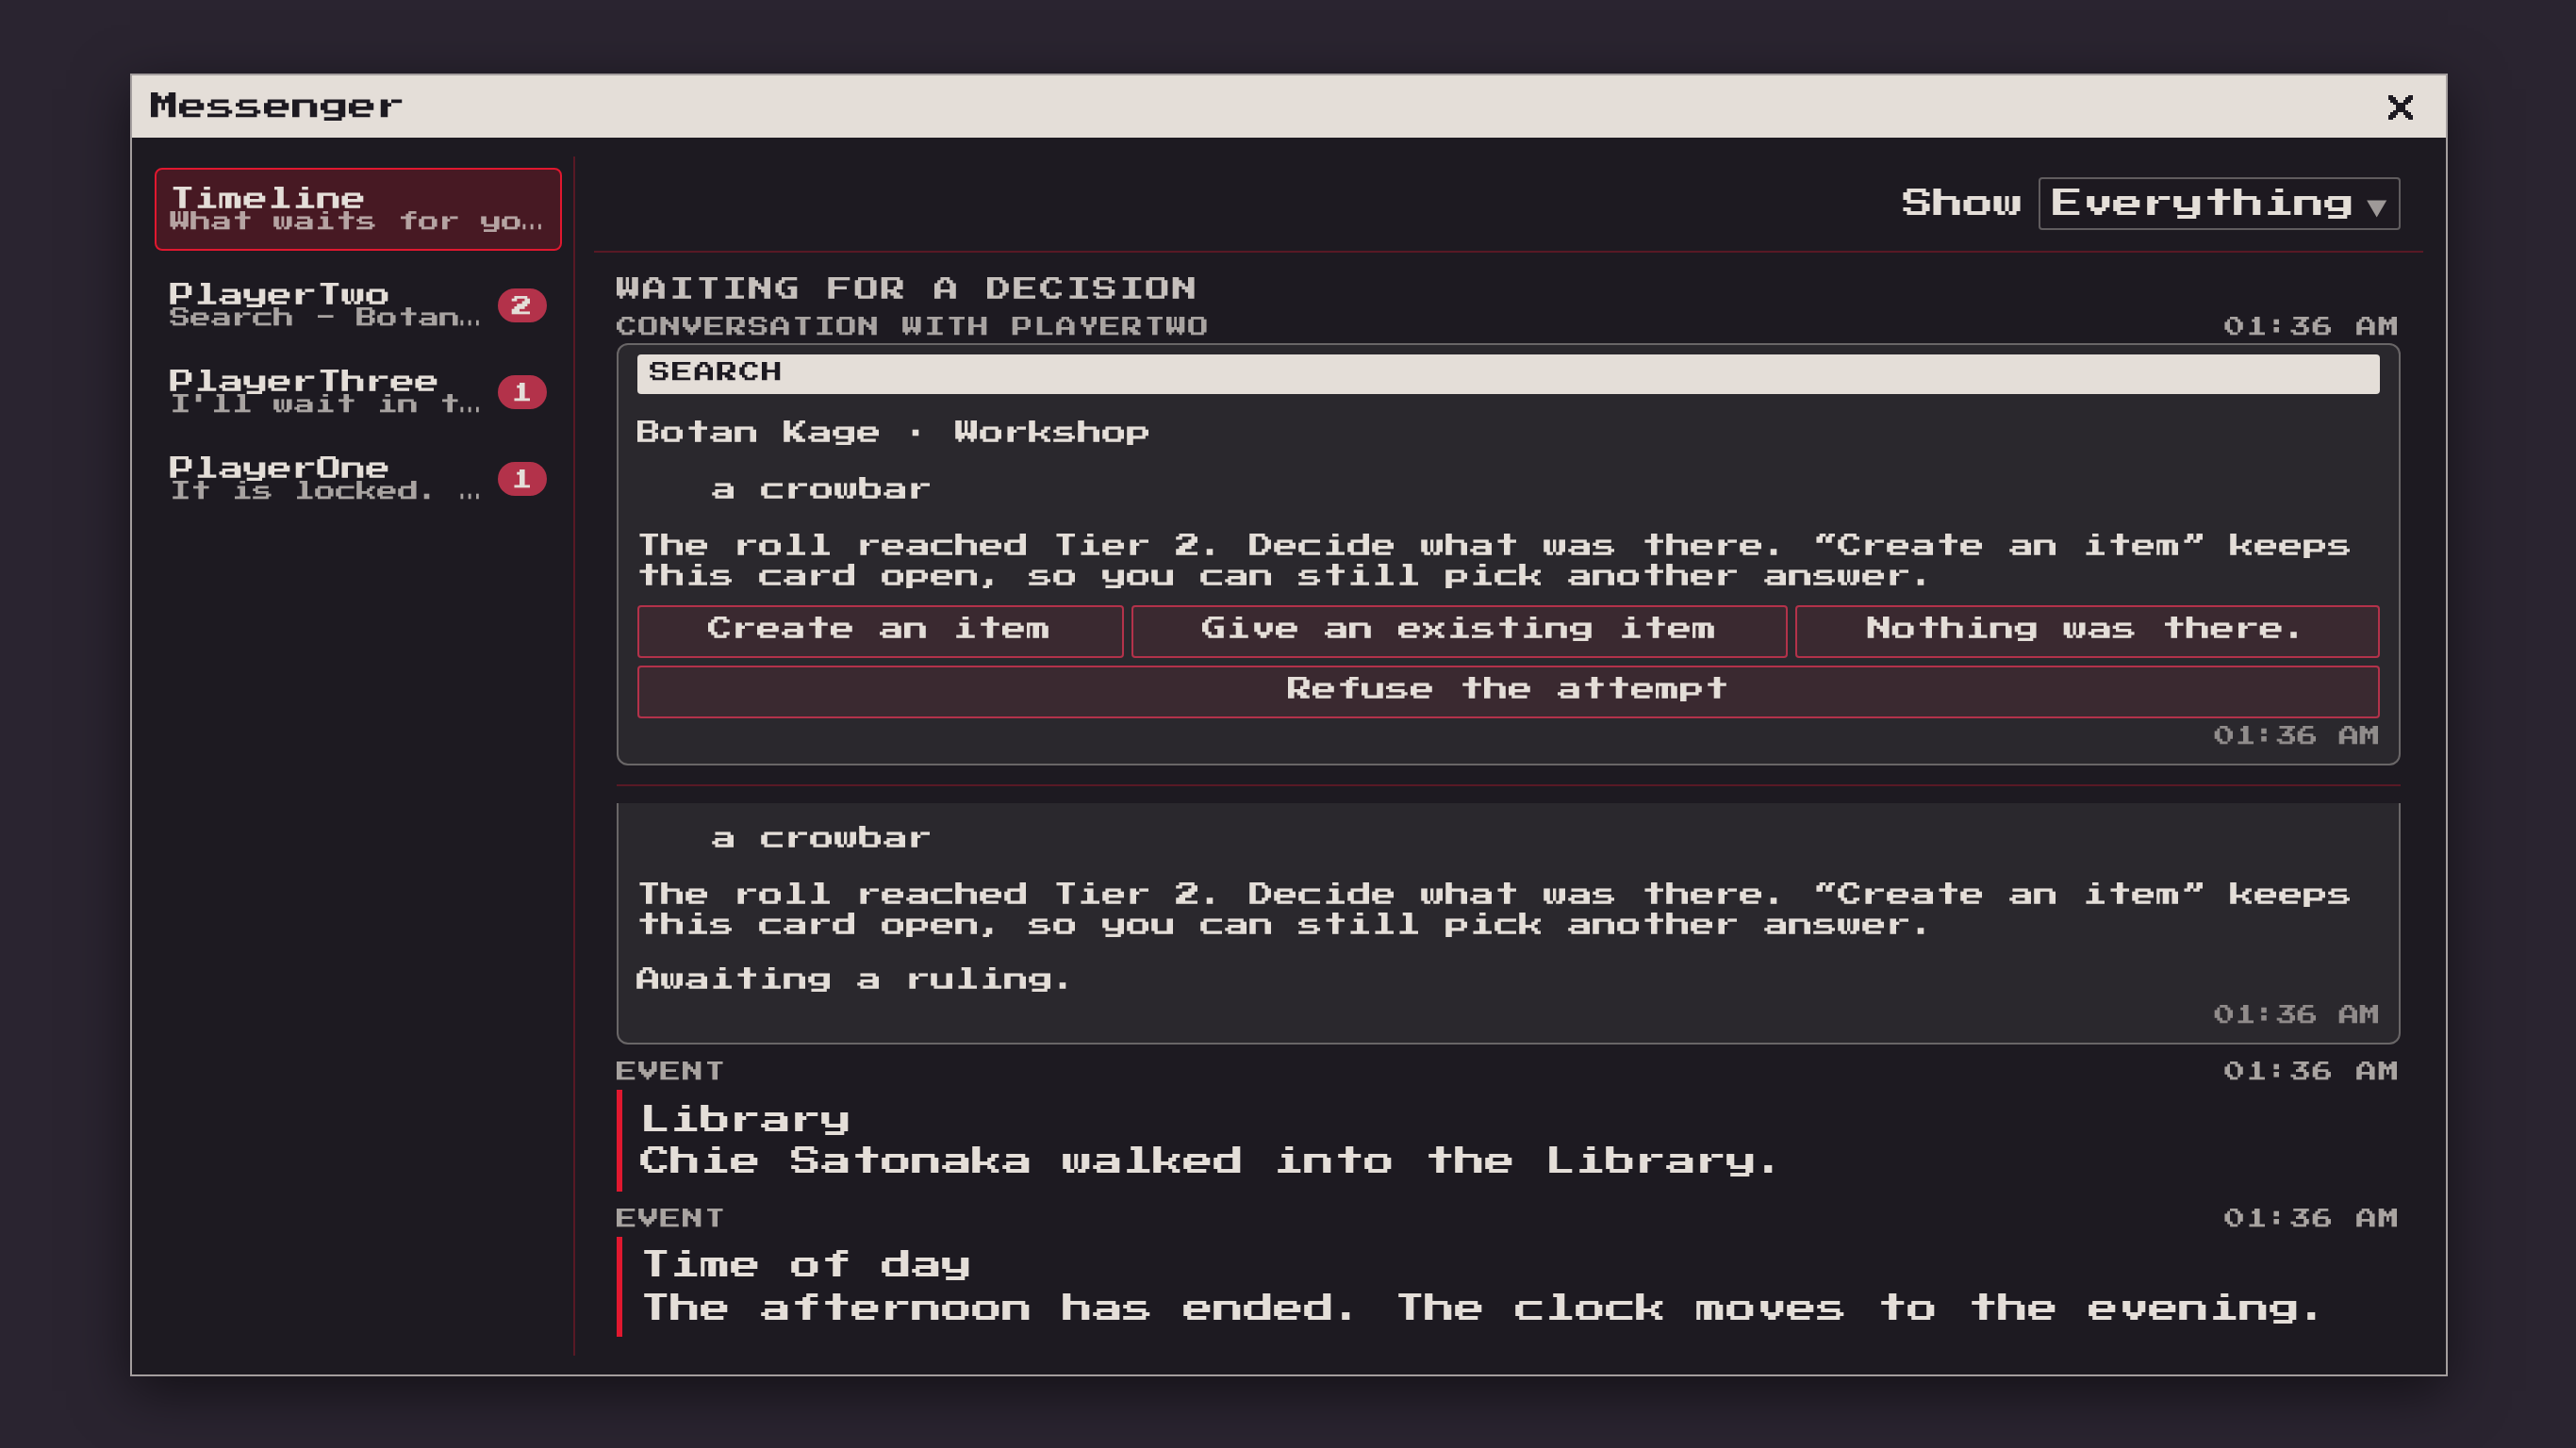 Messenger
Timeline
What waits for yo…
PlayerTwo
Search - Botan…
2
PlayerThree
I'll wait in t…
1
PlayerOne
It is locked. …
1
Show Everything
WAITING FOR A DECISION
CONVERSATION WITH PLAYERTWO 01:36 AM
SEARCH
Botan Kage · Workshop
a crowbar
The roll reached Tier 2. Decide what was there. “Create an item” keeps
this card open, so you can still pick another answer.
Create an item Give an existing item Nothing was there.
Refuse the attempt
01:36 AM
a crowbar
The roll reached Tier 2. Decide what was there. “Create an item” keeps
this card open, so you can still pick another answer.
Awaiting a ruling.
01:36 AM
EVENT 01:36 AM
Library
Chie Satonaka walked into the Library.
EVENT 01:36 AM
Time of day
The afternoon has ended. The clock moves to the evening.